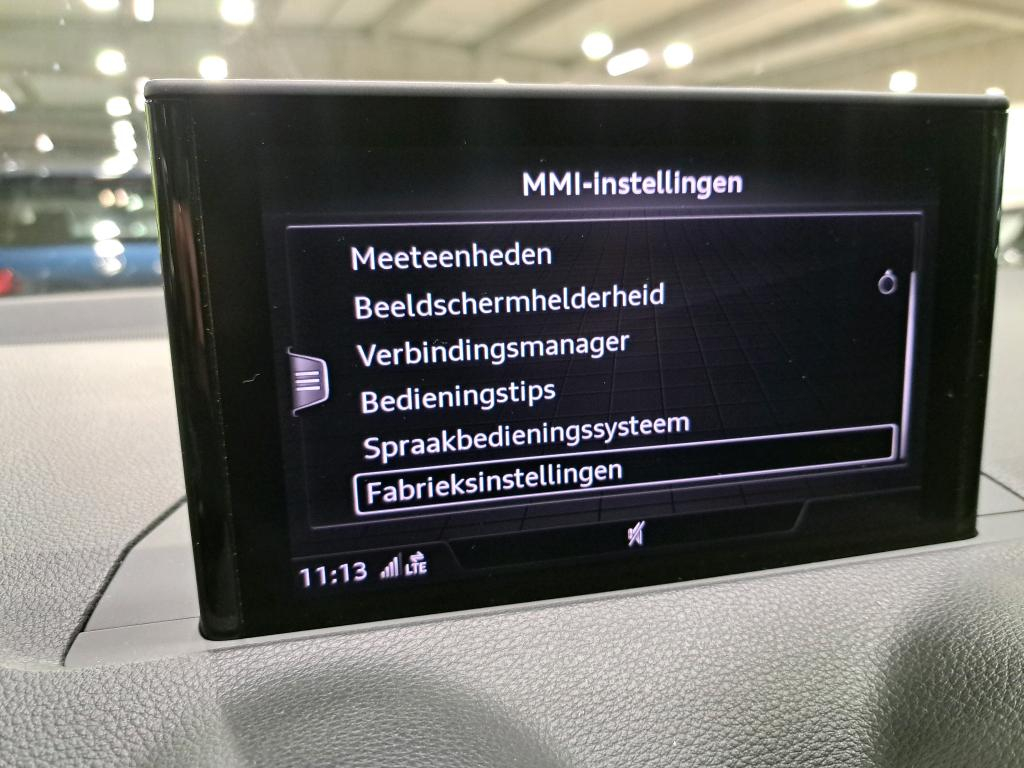 MMI-instellingen
Meeteenheden
Beeldschermhelderheid
Verbindingsmanager
Bedieningstips
Spraakbedieningssysteem
Fabrieksinstellingen
11:13 LTE